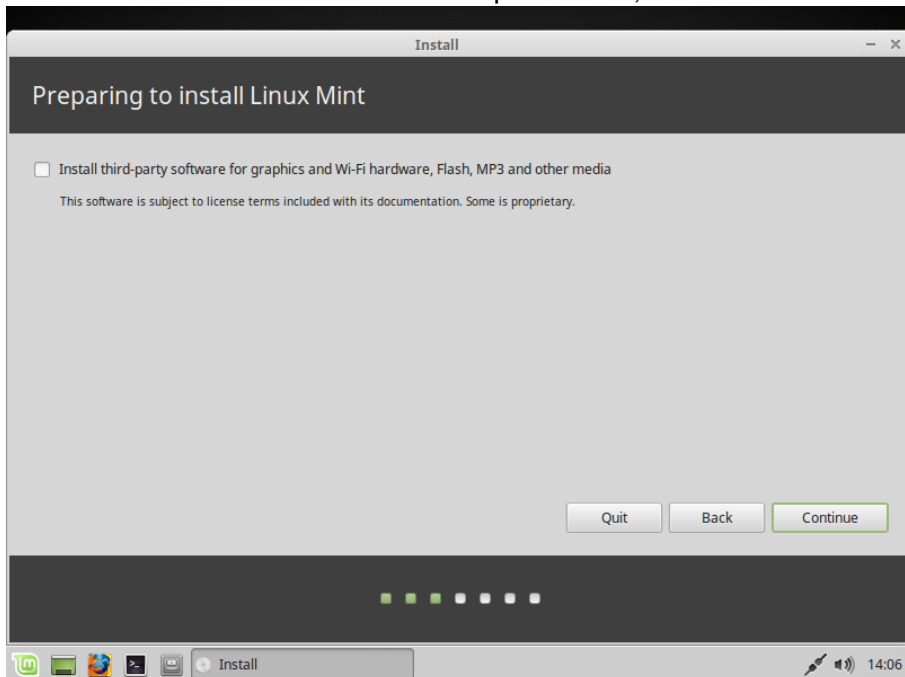 Install
Preparing to install Linux Mint
Install third-party software for graphics and Wi-Fi hardware, Flash, MP3 and other media
This software is subject to license terms included with its documentation. Some is proprietary.
Quit Back Continue
Install 14:06